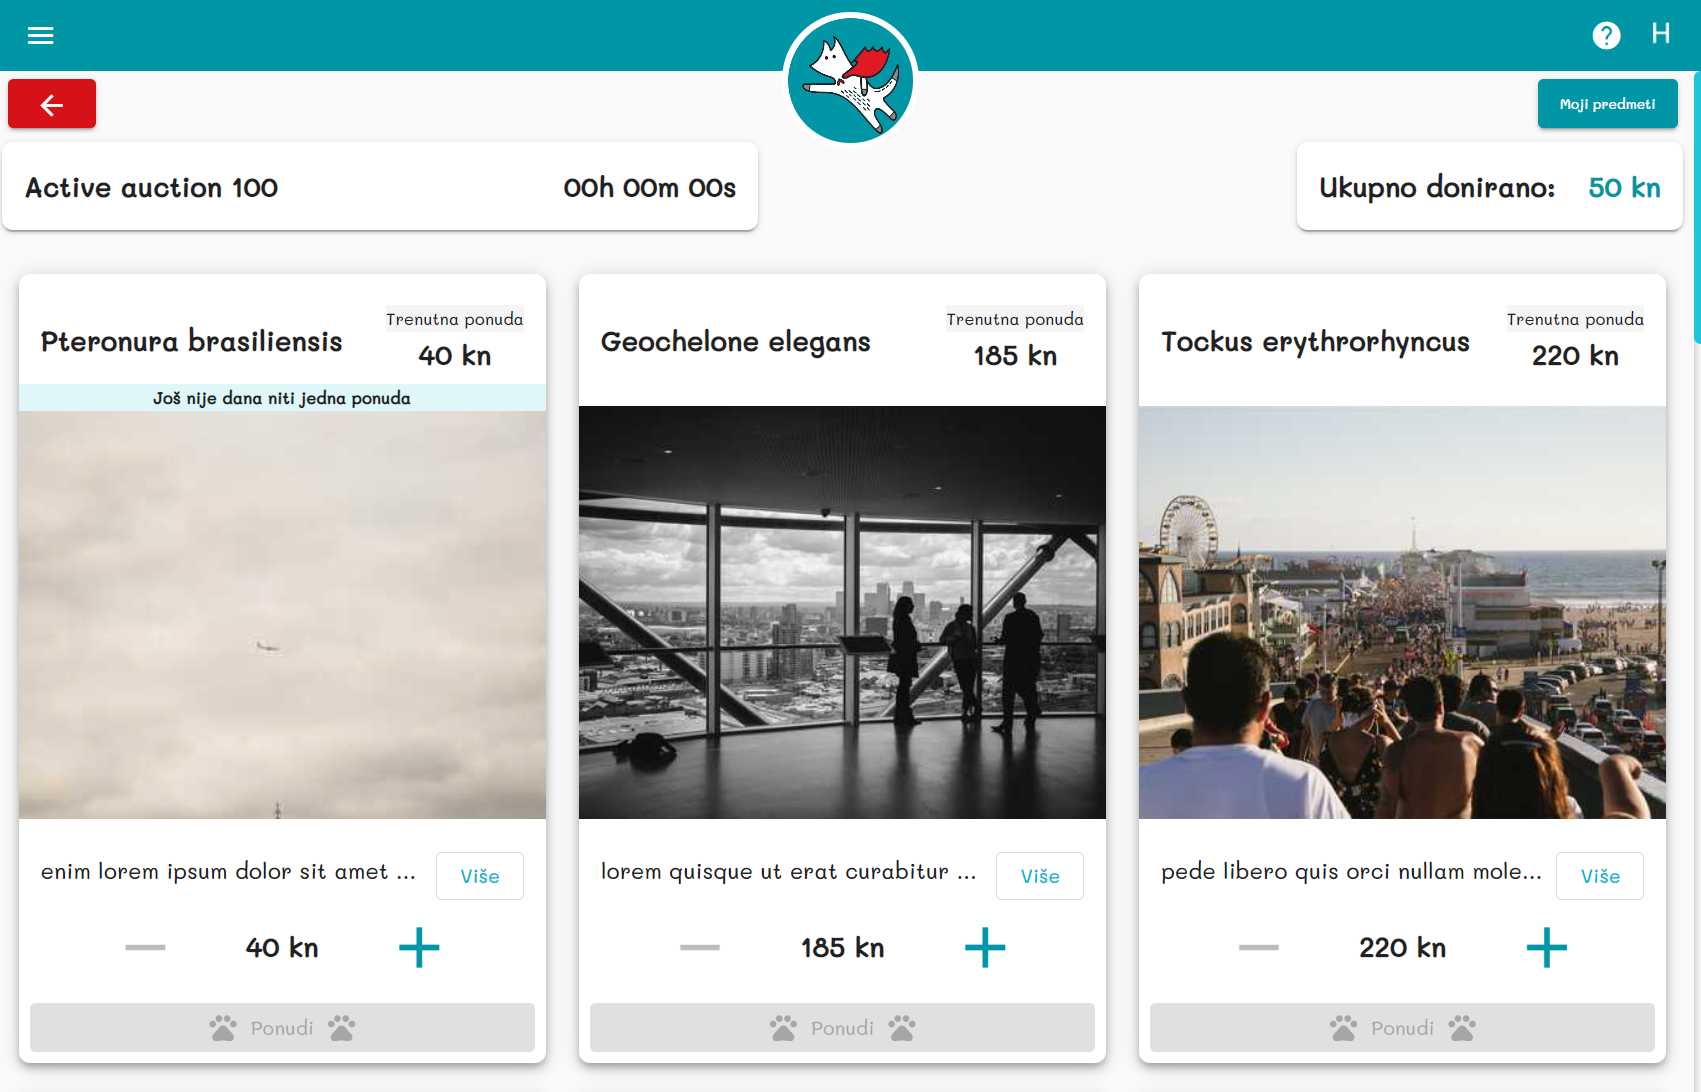 H
Moji predmeti
Active auction 100
00h 00m 00s
Ukupno donirano: 50 kn
Pteronura brasiliensis
Trenutna ponuda
40 kn
Još nije dana niti jedna ponuda
enim lorem ipsum dolor sit amet ...
Više
40 kn
Ponudi
Geochelone elegans
Trenutna ponuda
185 kn
lorem quisque ut erat curabitur ...
Više
185 kn
Ponudi
Tockus erythrorhyncus
Trenutna ponuda
220 kn
pede libero quis orci nullam mole...
Više
220 kn
Ponudi